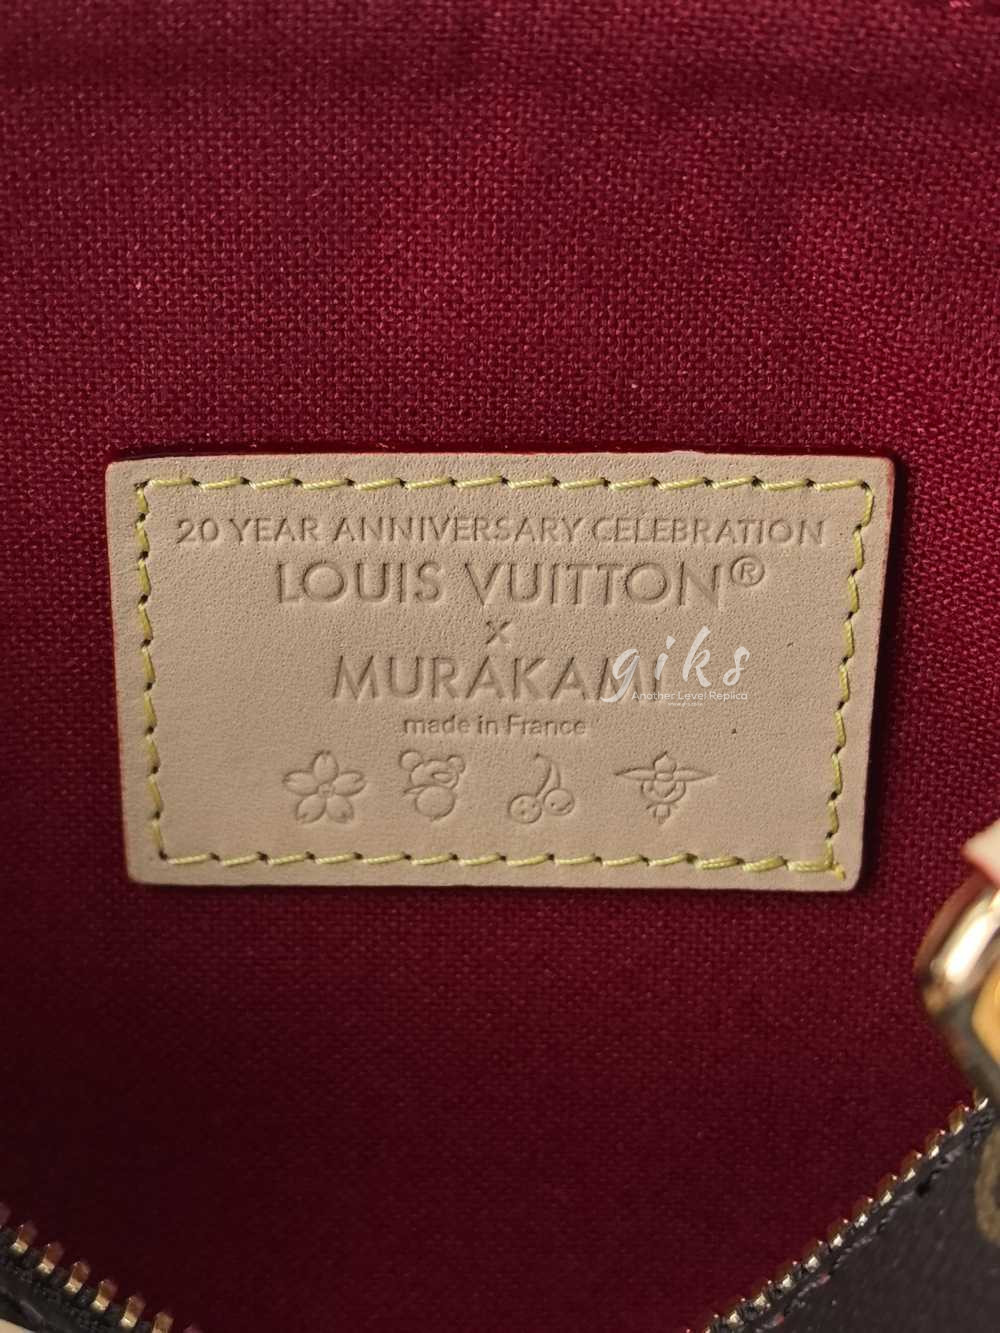 20 YEAR ANNIVERSARY CELEBRATION
LOUIS VUITTON®
x
MURAKAMI
giks
Another Level Replica
made in France